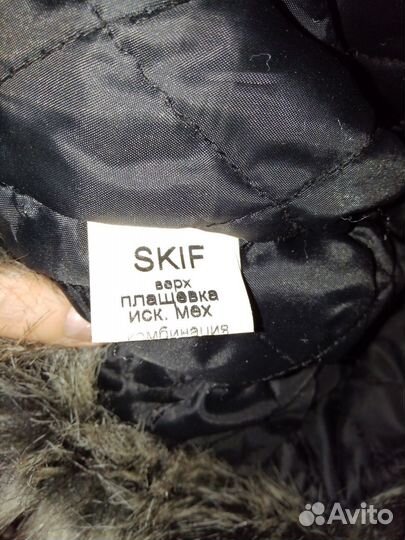 SKIF
верх
плащевка
иск. мех
комбинация
Avito